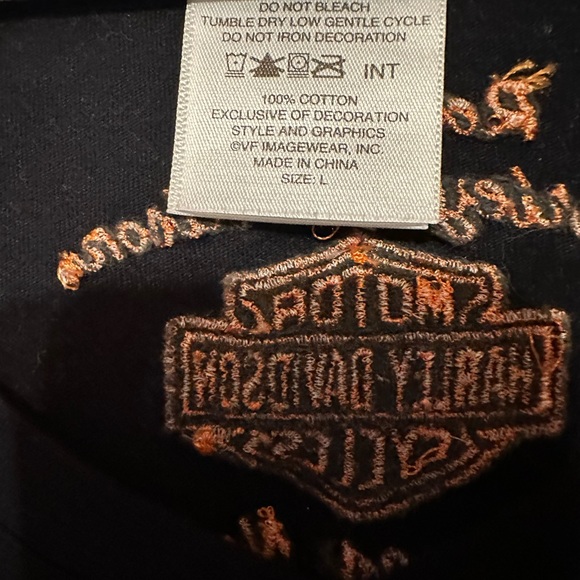 DO NOT BLEACH
TUMBLE DRY LOW GENTLE CYCLE
DO NOT IRON DECORATION
INT
100% COTTON
EXCLUSIVE OF DECORATION
STYLE AND GRAPHICS
©VF IMAGEWEAR, INC.
MADE IN CHINA
SIZE: L
MOTOR
HARLEY-DAVIDSON
CYCLES